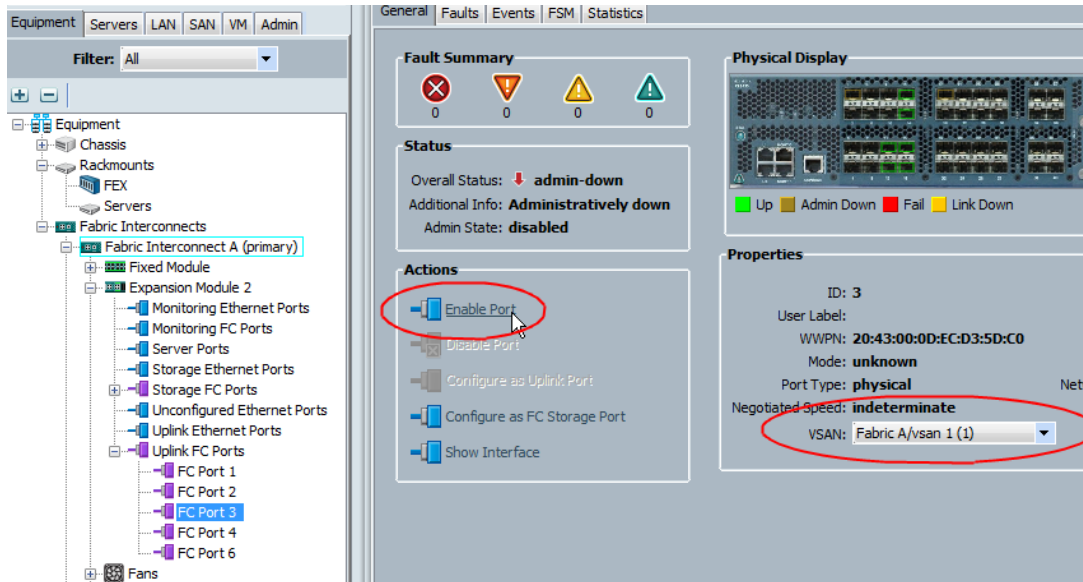 Equipment Servers LAN SAN VM Admin
Filter: All
Equipment
Chassis
Rackmounts
FEX
Servers
Fabric Interconnects
Fabric Interconnect A (primary)
Fixed Module
Expansion Module 2
Monitoring Ethernet Ports
Monitoring FC Ports
Server Ports
Storage Ethernet Ports
Storage FC Ports
Unconfigured Ethernet Ports
Uplink Ethernet Ports
Uplink FC Ports
FC Port 1
FC Port 2
FC Port 3
FC Port 4
FC Port 6
Fans
General Faults Events FSM Statistics
Fault Summary
0 0 0 0
Status
Overall Status: admin-down
Additional Info: Administratively down
Admin State: disabled
Actions
Enable Port
Disable Port
Configure as Uplink Port
Configure as FC Storage Port
Show Interface
Physical Display
Up Admin Down Fail Link Down
Properties
ID: 3
User Label:
WWPN: 20:43:00:0D:EC:D3:5D:C0
Mode: unknown
Port Type: physical Net
Negotiated Speed: indeterminate
VSAN: Fabric A/vsan 1 (1)